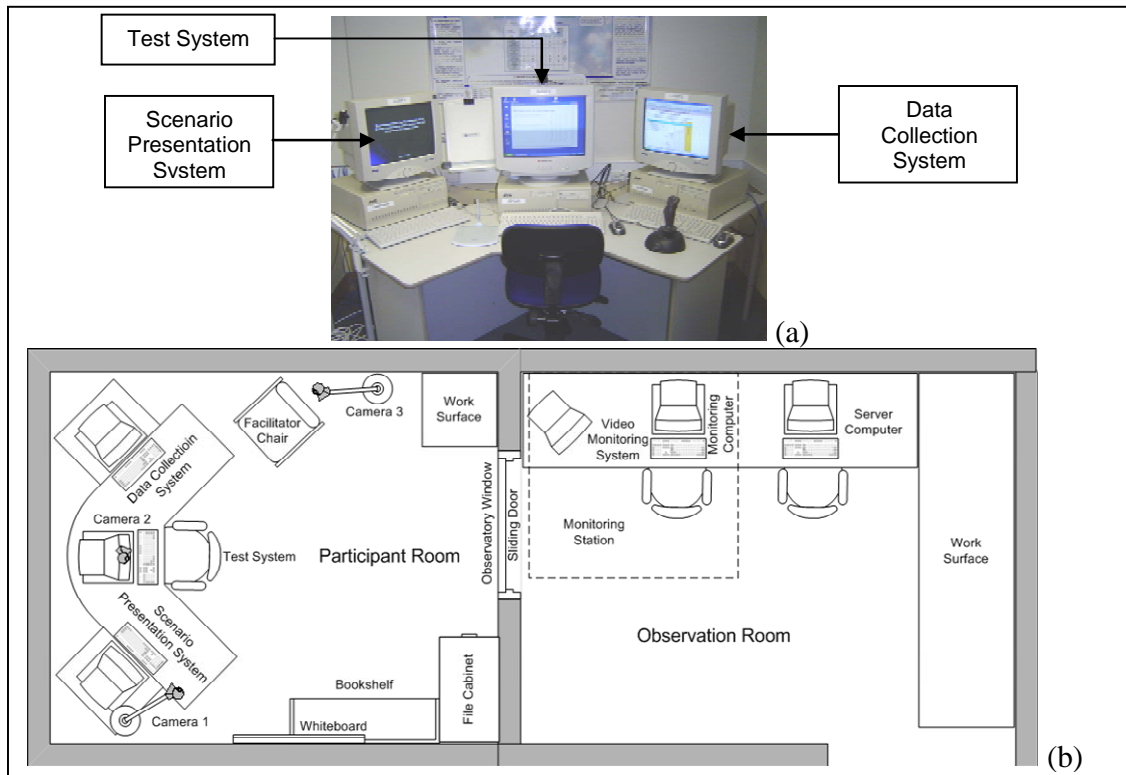 Test System
Scenario
Presentation
System
Data
Collection
System
(a)
Camera 3
Work
Surface
Facilitator
Chair
Data Collectioin
System
Camera 2
Test System
Participant Room
Scenario
Presentation System
Camera 1
Bookshelf
Whiteboard
File Cabinet
Observatory Window
Sliding Door
Video
Monitoring
System
Monitoring
Computer
Server
Computer
Monitoring
Station
Work
Surface
Observation Room
(b)